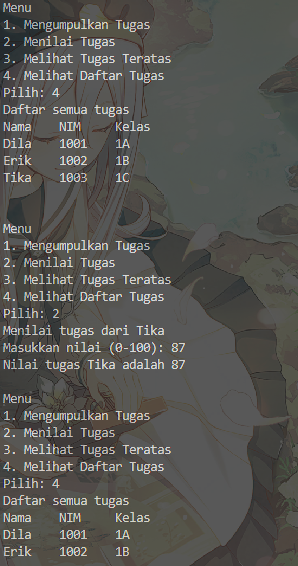 Menu
1. Mengumpulkan Tugas
2. Menilai Tugas
3. Melihat Tugas Teratas
4. Melihat Daftar Tugas
Pilih: 4
Daftar semua tugas
Nama NIM Kelas
Dila 1001 1A
Erik 1002 1B
Tika 1003 1C
Menu
1. Mengumpulkan Tugas
2. Menilai Tugas
3. Melihat Tugas Teratas
4. Melihat Daftar Tugas
Pilih: 2
Menilai tugas dari Tika
Masukkan nilai (0-100): 87
Nilai tugas Tika adalah 87
Menu
1. Mengumpulkan Tugas
2. Menilai Tugas
3. Melihat Tugas Teratas
4. Melihat Daftar Tugas
Pilih: 4
Daftar semua tugas
Nama NIM Kelas
Dila 1001 1A
Erik 1002 1B